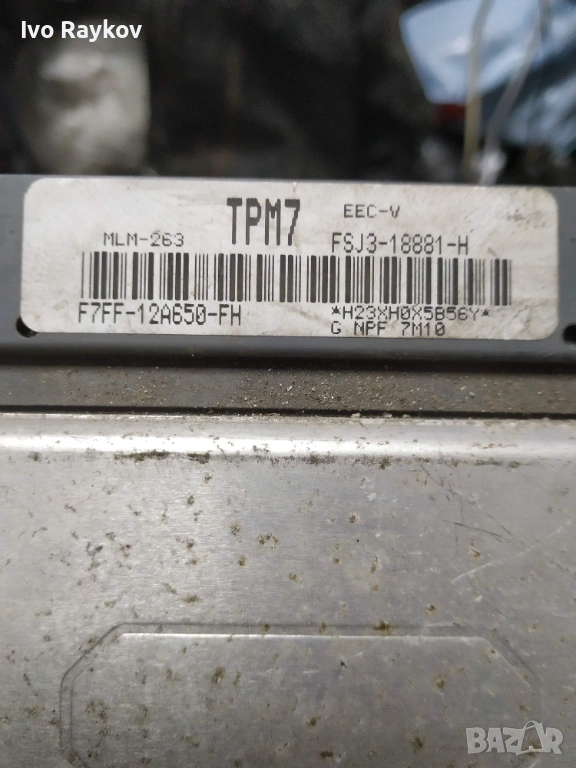 Ivo Raykov
TPM7 EEC-V
MLM-263 FSJ3-18881-H
F7FF-12A650-FH *H23XH0X5B56Y*
G NPF 7M10
BAZAR